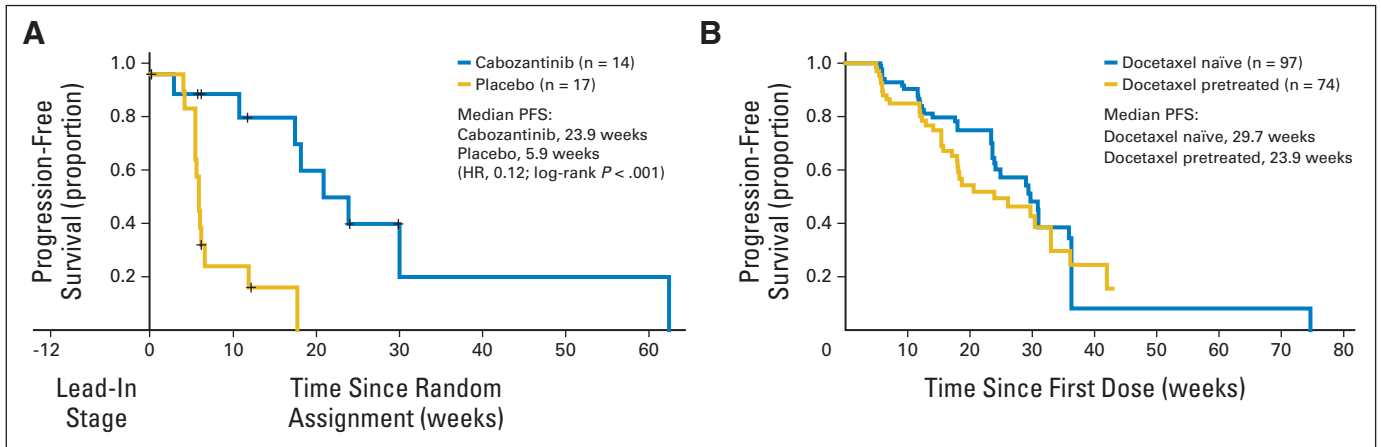 A
Progression-Free
Survival (proportion)
1.0
0.8
0.6
0.4
0.2
Cabozantinib (n = 14)
Placebo (n = 17)
Median PFS:
Cabozantinib, 23.9 weeks
Placebo, 5.9 weeks
(HR, 0.12; log-rank P < .001)
-12 0 10 20 30 40 50 60
Lead-In
Stage
Time Since Random
Assignment (weeks)
B
Progression-Free
Survival (proportion)
1.0
0.8
0.6
0.4
0.2
Docetaxel naïve (n = 97)
Docetaxel pretreated (n = 74)
Median PFS:
Docetaxel naïve, 29.7 weeks
Docetaxel pretreated, 23.9 weeks
0 10 20 30 40 50 60 70 80
Time Since First Dose (weeks)